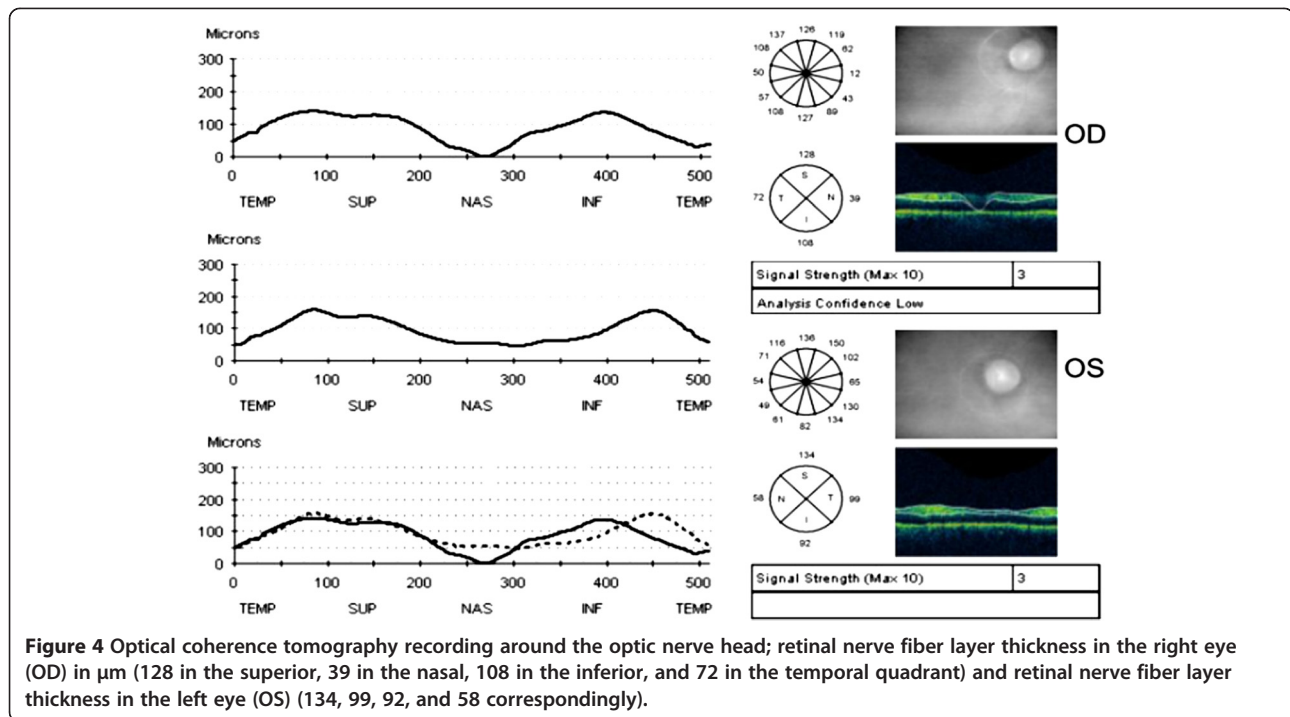 Microns
300
200
100
0
0 100 200 300 400 500
TEMP SUP NAS INF TEMP
137 126 119
108 62
50 12
57 43
108 127 89
128
S
72 T N 39
I
108
OD
Signal Strength (Max 10) 3
Analysis Confidence Low
Microns
300
200
100
0
0 100 200 300 400 500
TEMP SUP NAS INF TEMP
116 136 150
71 102
54 65
49 130
61 82 134
OS
Microns
300
200
100
0
0 100 200 300 400 500
TEMP SUP NAS INF TEMP
134
S
58 N T 99
I
92
Signal Strength (Max 10) 3
Figure 4 Optical coherence tomography recording around the optic nerve head; retinal nerve fiber layer thickness in the right eye
(OD) in μm (128 in the superior, 39 in the nasal, 108 in the inferior, and 72 in the temporal quadrant) and retinal nerve fiber layer
thickness in the left eye (OS) (134, 99, 92, and 58 correspondingly).